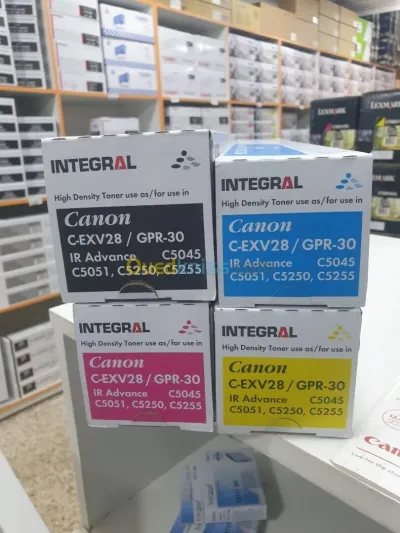 INTEGRAL
High Density Toner use as/for use in
Canon
C-EXV28 / GPR-30
IR Advance C5045
C5051, C5250, C5255
INTEGRAL
High Density Toner use as/for use in
Canon
C-EXV28 / GPR-30
IR Advance C5045
C5051, C5250, C5255
INTEGRAL
High Density Toner use as/for use in
Canon
C-EXV28 / GPR-30
IR Advance C5045
C5051, C5250, C5255
INTEGRAL
High Density Toner use as/for use in
Canon
C-EXV28 / GPR-30
IR Advance C5045
C5051, C5250, C5255
LEXMARK
LEXMARK